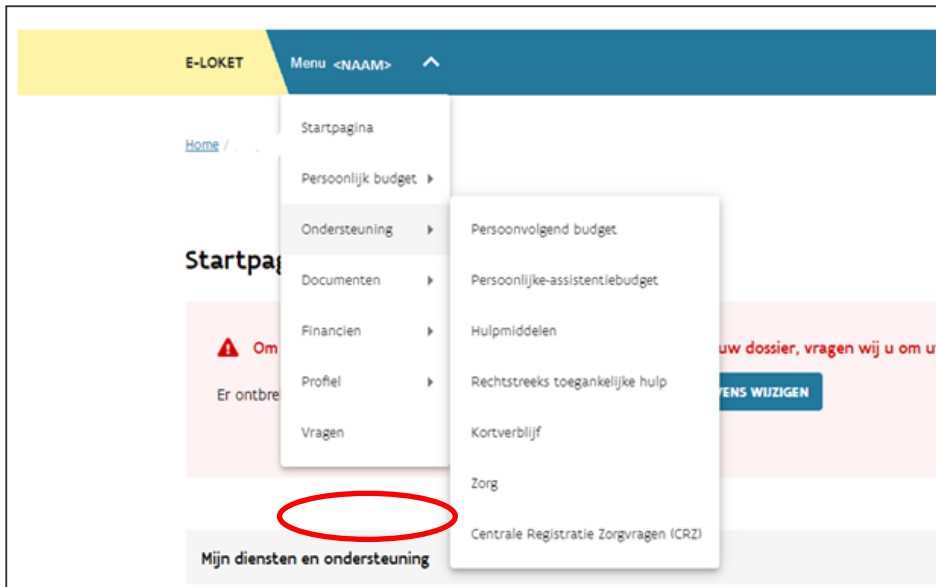 E-LOKET
Menu <NAAM>
Home /
Startpagina
Persoonlijk budget
Ondersteuning
Documenten
Financien
Profiel
Vragen
Persoonvolgend budget
Persoonlijke-assistentiebudget
Hulpmiddelen
Rechtstreeks toegankelijke hulp
Kortverblijf
Zorg
Centrale Registratie Zorgvragen (CRZ)
Startpag
Om
uw dossier, vragen wij u om u
Er ontbre
ENS WIJZIGEN
Mijn diensten en ondersteuning